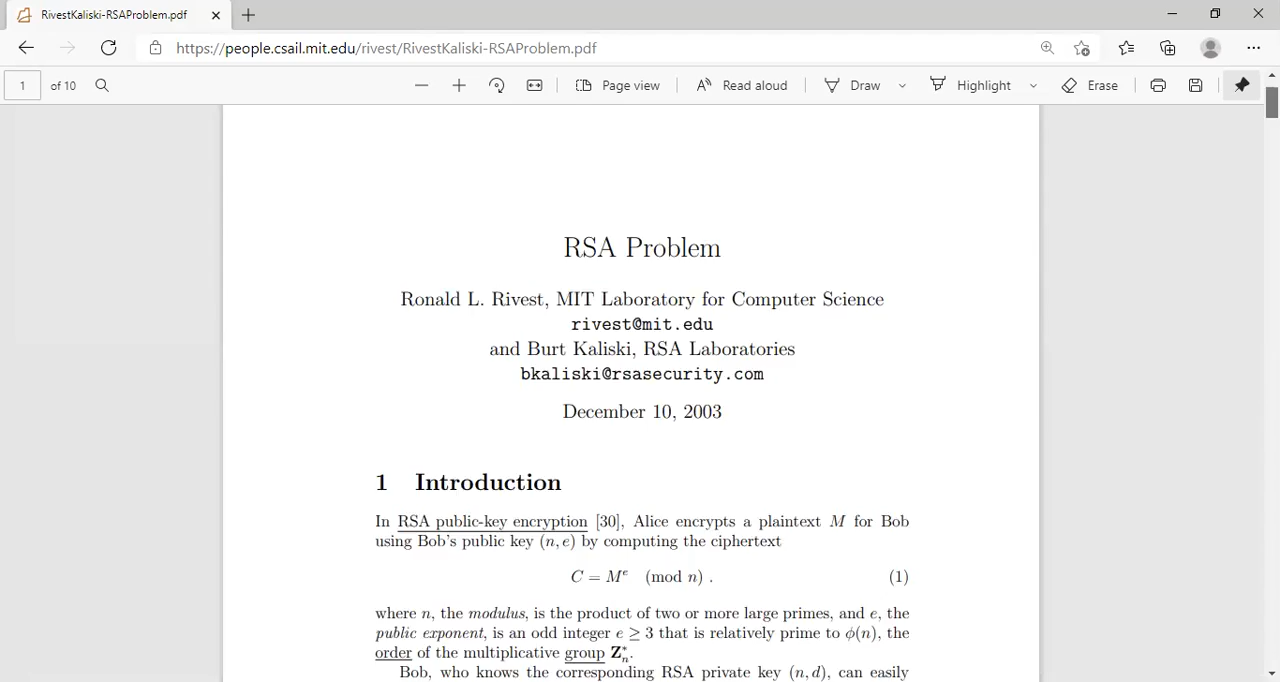 RivestKaliski-RSAProblem.pdf
https://people.csail.mit.edu/rivest/RivestKaliski-RSAProblem.pdf
1 of 10 Page view Read aloud Draw Highlight Erase
RSA Problem
Ronald L. Rivest, MIT Laboratory for Computer Science
rivest@mit.edu
and Burt Kaliski, RSA Laboratories
bkaliski@rsasecurity.com
December 10, 2003
1 Introduction
In RSA public-key encryption [30], Alice encrypts a plaintext M for Bob
using Bob's public key (n, e) by computing the ciphertext
C = Mᵉ (mod n) . (1)
where n, the modulus, is the product of two or more large primes, and e, the
public exponent, is an odd integer e ≥ 3 that is relatively prime to ϕ(n), the
order of the multiplicative group Z*ₙ.
Bob, who knows the corresponding RSA private key (n, d), can easily